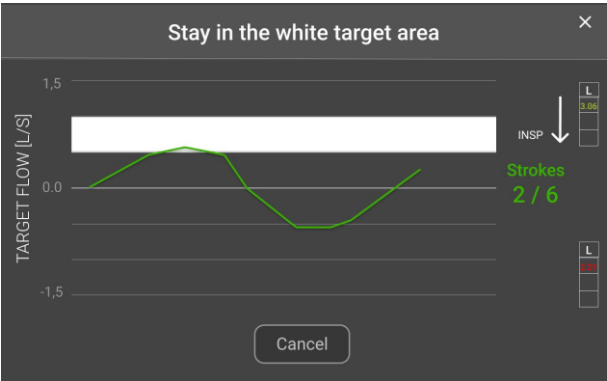 Stay in the white target area
×
1,5
TARGET FLOW [L/S]
0.0
-1,5
INSP
Strokes
2 / 6
L
3.06
L
Cancel